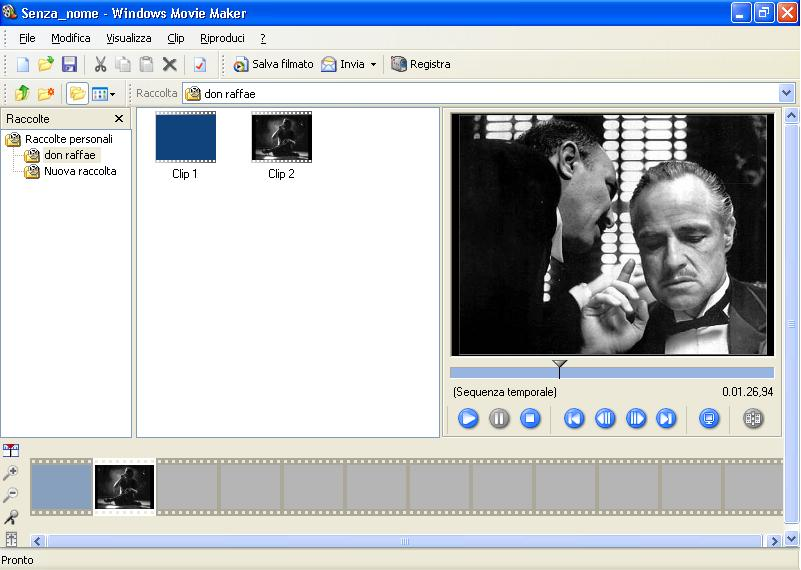 Senza_nome - Windows Movie Maker
File Modifica Visualizza Clip Riproduci ?
Salva filmato Invia Registra
Raccolta don raffae
Raccolte
Raccolte personali
don raffae
Nuova raccolta
Clip 1
Clip 2
(Sequenza temporale) 0.01.26,94
Pronto